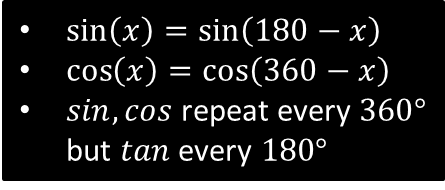 • sin(𝑥) = sin(180 − 𝑥)
• cos(𝑥) = cos(360 − 𝑥)
• 𝑠𝑖𝑛, 𝑐𝑜𝑠 repeat every 360°
but 𝑡𝑎𝑛 every 180°